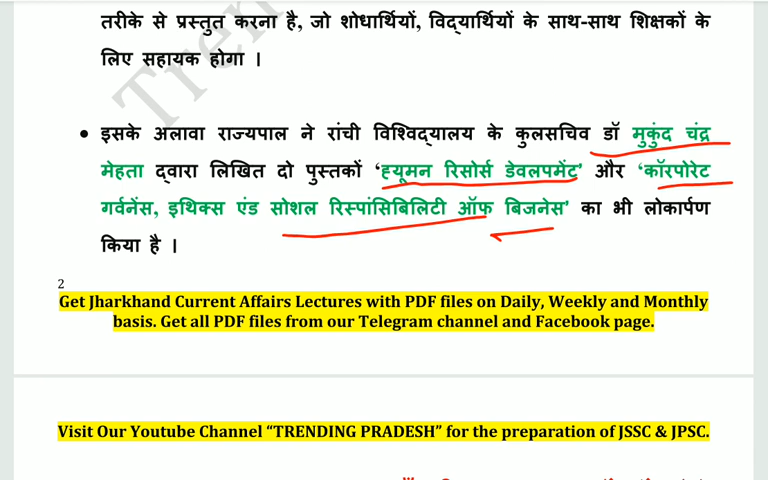 तरीके से प्रस्तुत करना है, जो शोधार्थियों, विद्यार्थियों के साथ-साथ शिक्षकों के
लिए सहायक होगा ।
• इसके अलावा राज्यपाल ने रांची विश्विद्यालय के कुलसचिव डॉ मुकुंद चंद्र
मेहता द्वारा लिखित दो पुस्तकों ‘ह्यूमन रिसोर्स डेवलपमेंट’ और ‘कॉरपोरेट
गर्वनेंस, इथिक्स एंड सोशल रिस्पांसिबिलिटी ऑफ बिजनेस’ का भी लोकार्पण
किया है ।
2
Get Jharkhand Current Affairs Lectures with PDF files on Daily, Weekly and Monthly
basis. Get all PDF files from our Telegram channel and Facebook page.
Visit Our Youtube Channel “TRENDING PRADESH” for the preparation of JSSC & JPSC.